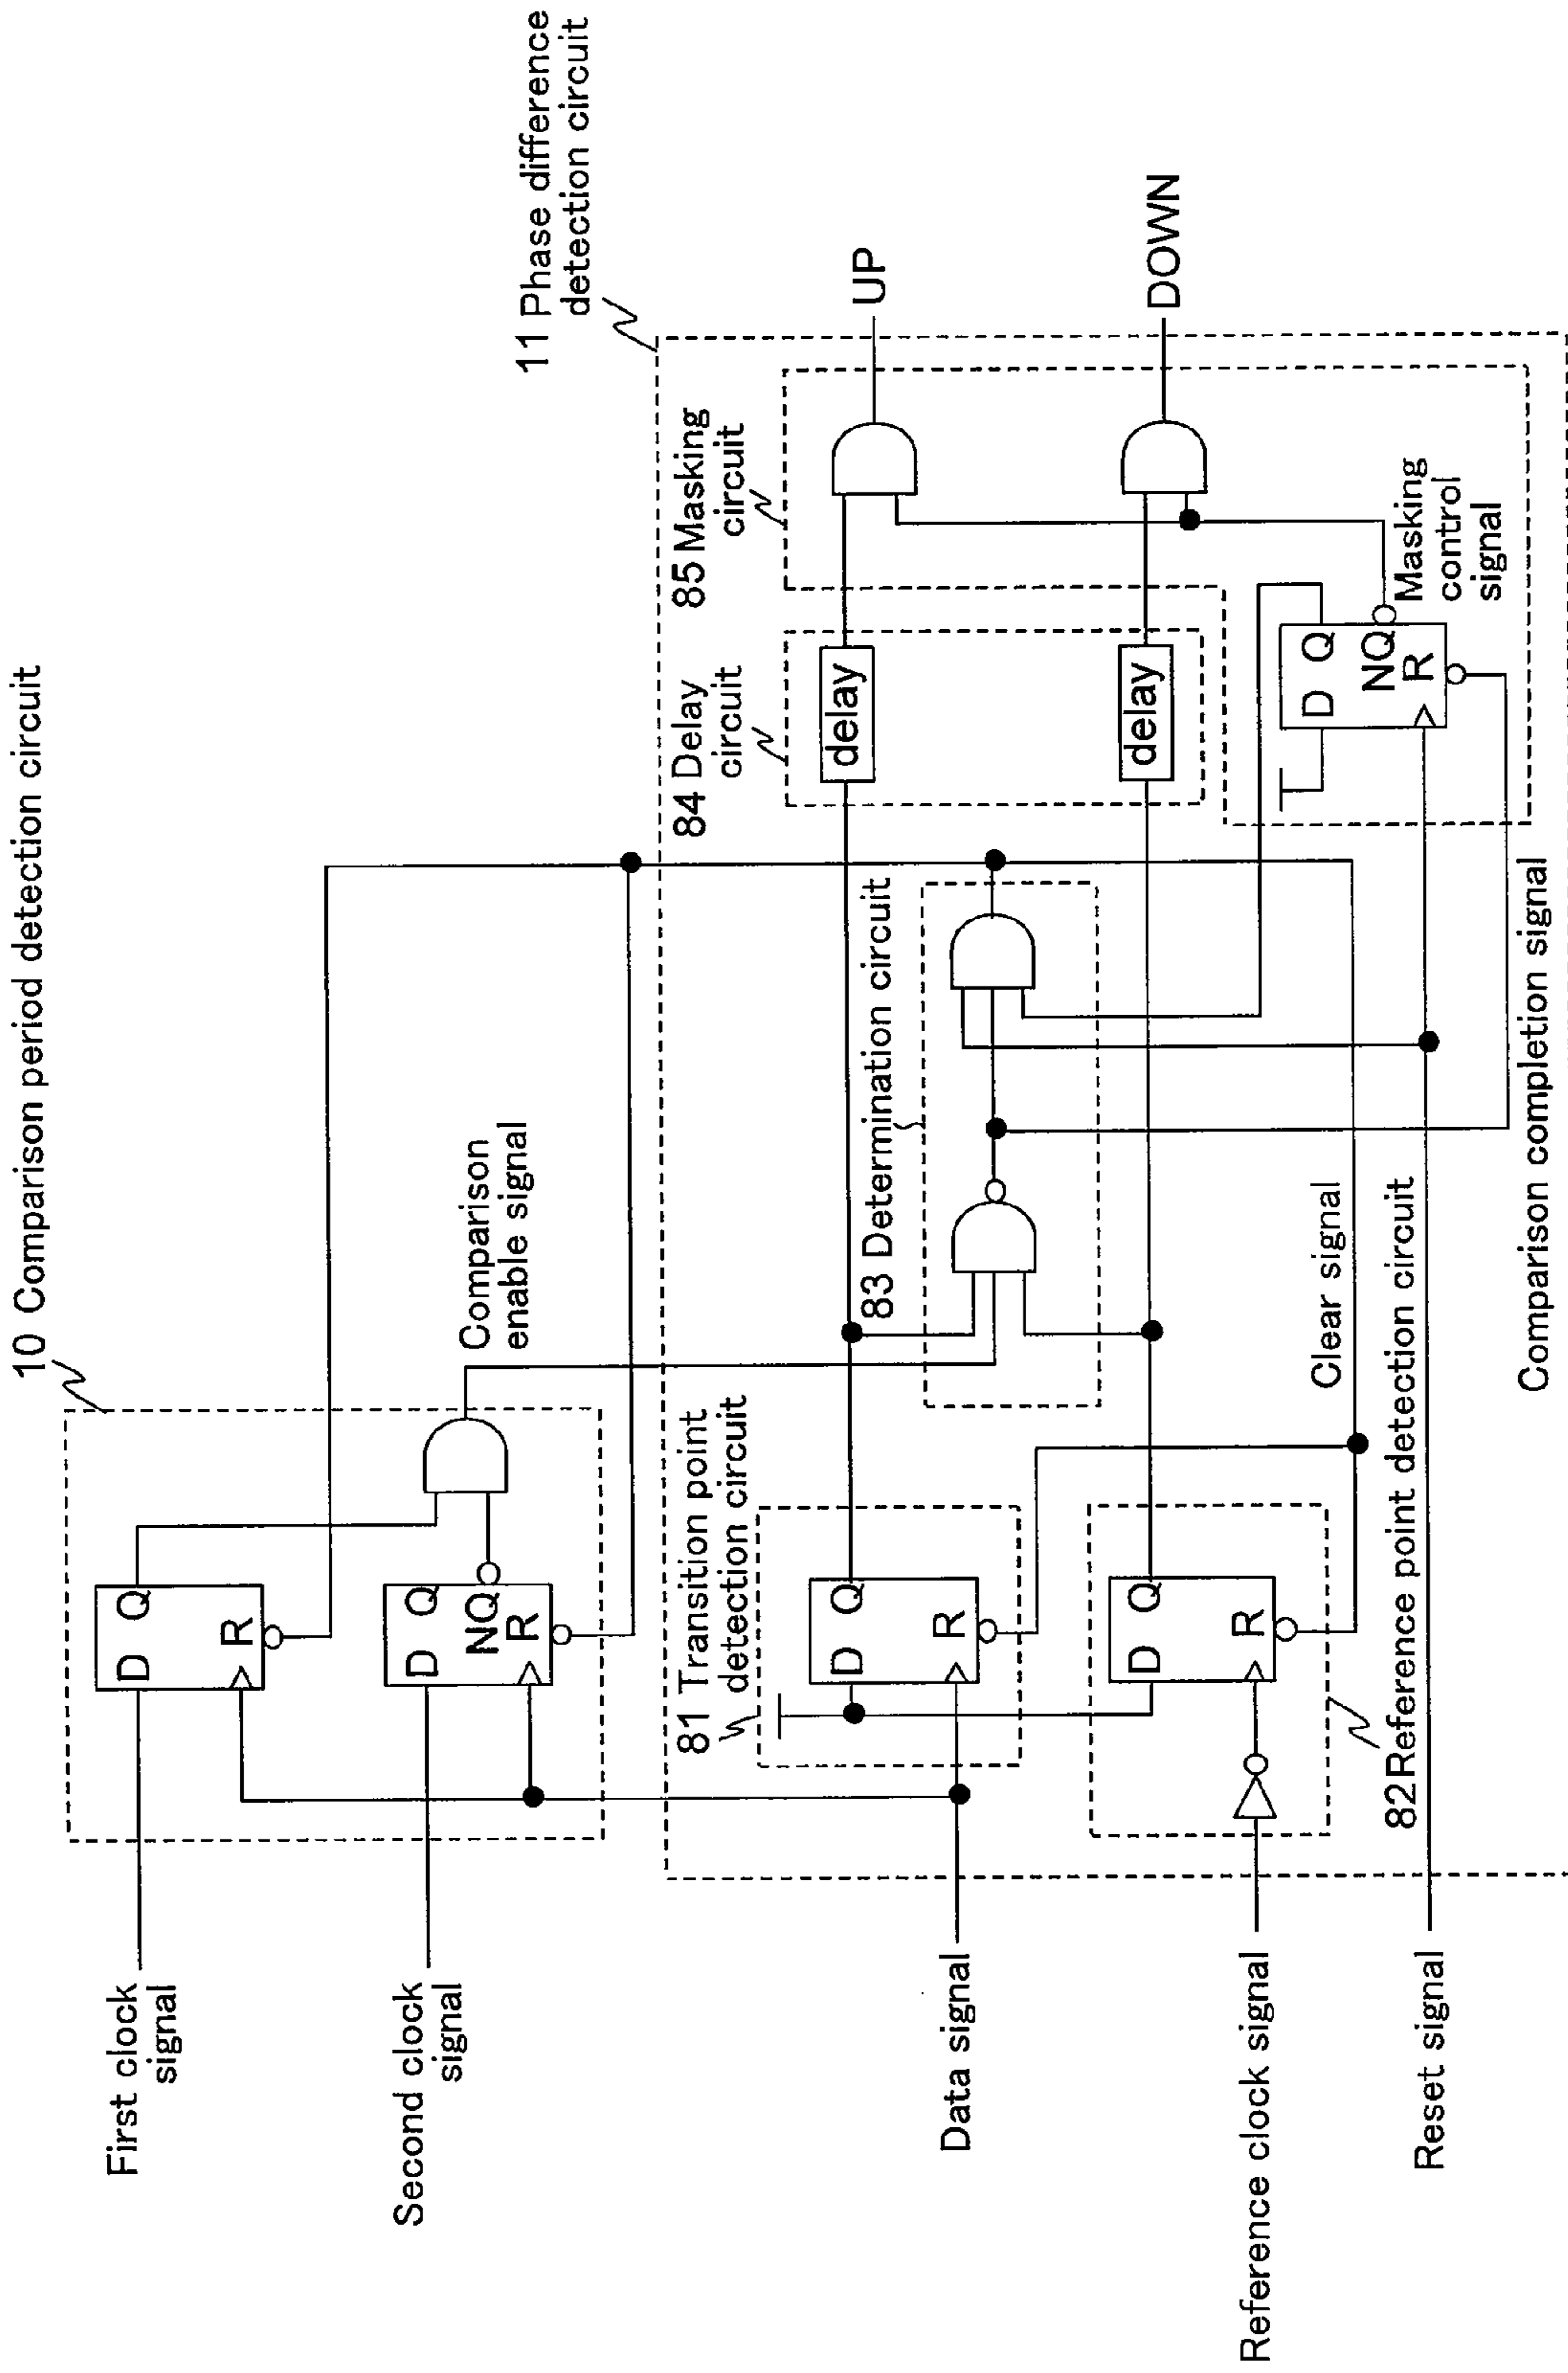 10 Comparison period detection circuit
First clock
signal
Second clock
signal
D Q
R
D Q
NQ
R
Comparison
enable signal
11 Phase difference
detection circuit
81 Transition point
detection circuit
D Q
R
83 Determination circuit
84 Delay
circuit
delay
delay
85 Masking
circuit
UP
DOWN
Data signal
Reference clock signal
Reset signal
D Q
R
82 Reference point detection circuit
Clear signal
D Q
NQ
R
Masking
control
signal
Comparison completion signal